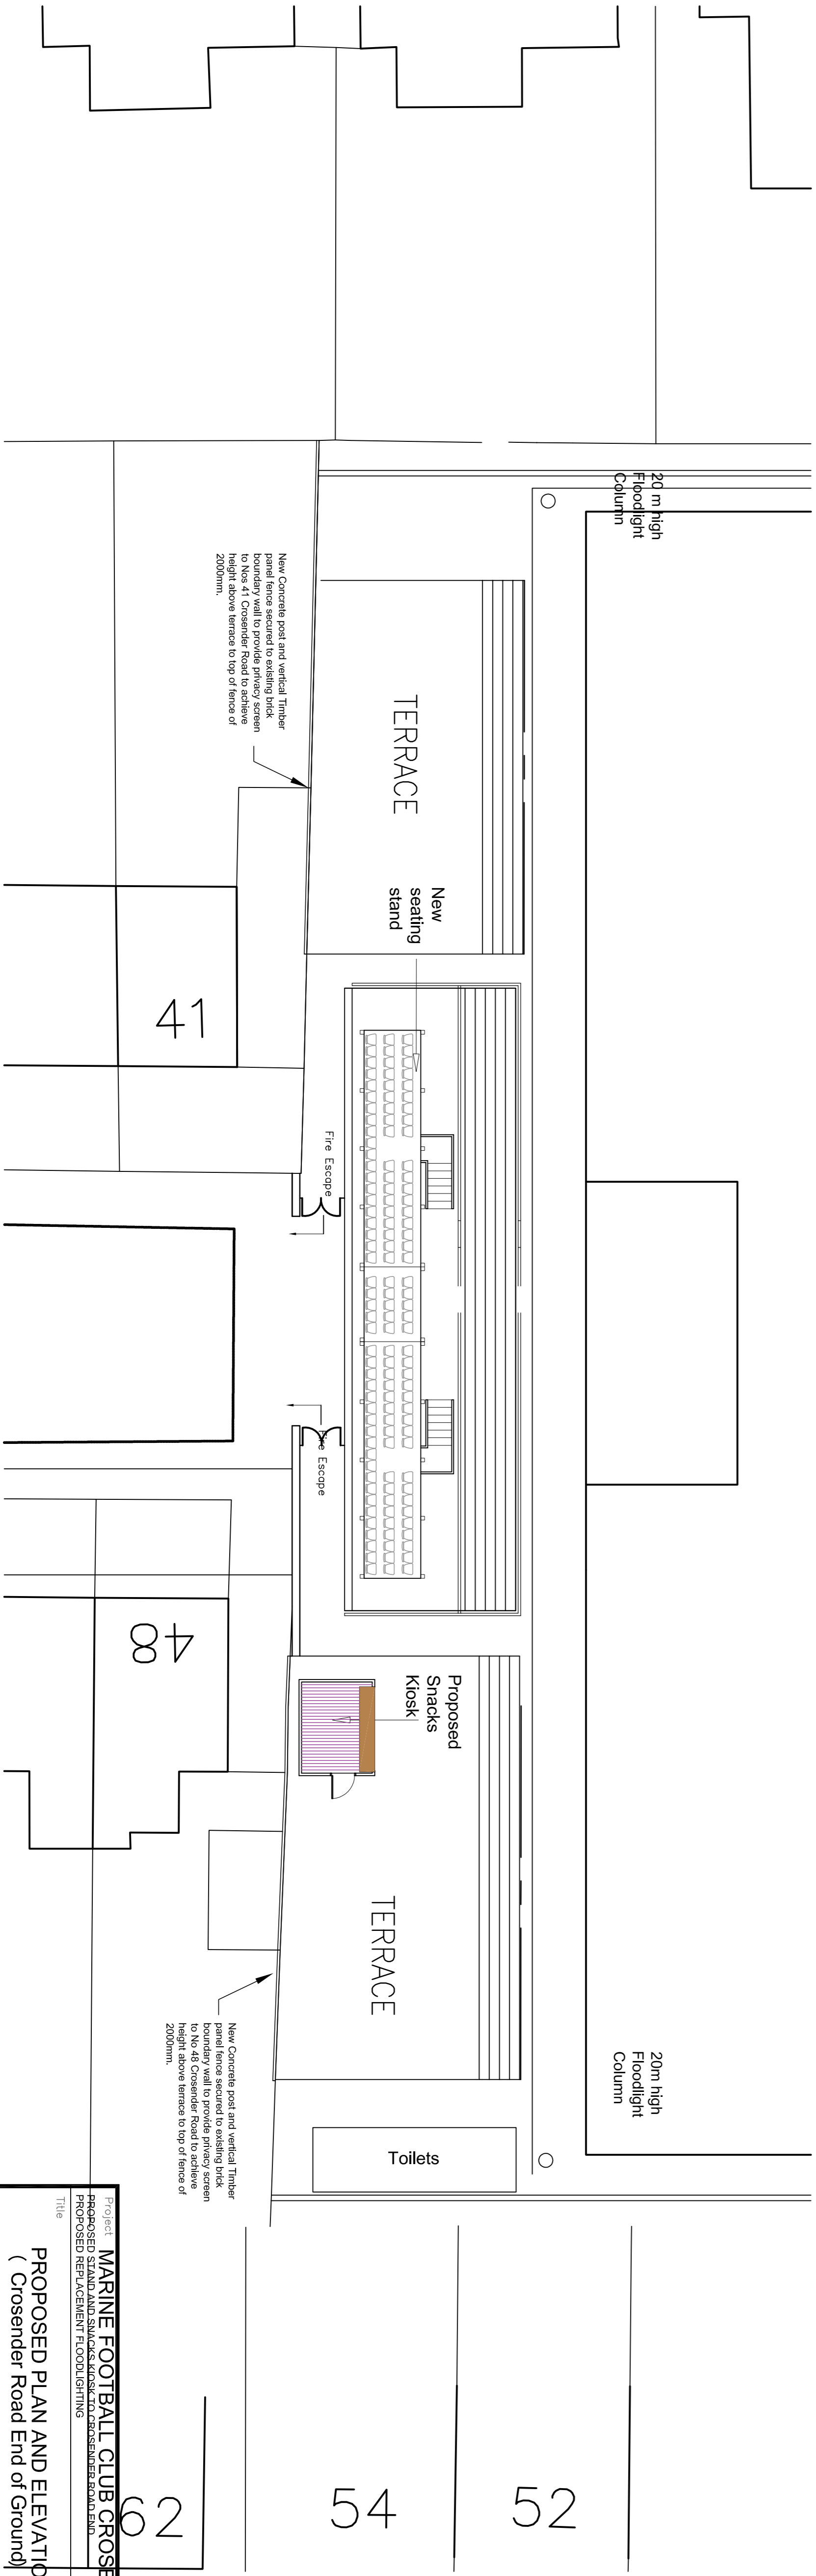 20 m high
Floodlight
Column
New Concrete post and vertical Timber
panel fence secured to existing brick
boundary wall to provide privacy screen
to Nos 41 Crosender Road to achieve
height above terrace to top of fence of
2000mm.
TERRACE
New
seating
stand
41
Fire Escape
Fire Escape
48
Proposed
Snacks
Kiosk
TERRACE
New Concrete post and vertical Timber
panel fence secured to existing brick
boundary wall to provide privacy screen
to No 48 Crosender Road to achieve
height above terrace to top of fence of
2000mm.
20m high
Floodlight
Column
Toilets
Project
MARINE FOOTBALL CLUB CROSE
PROPOSED STAND AND SNACKS KIOSK TO CROSENDER ROAD END
PROPOSED REPLACEMENT FLOODLIGHTING
Title
PROPOSED PLAN AND ELEVATIO
( Crosender Road End of Ground)
62
54
52